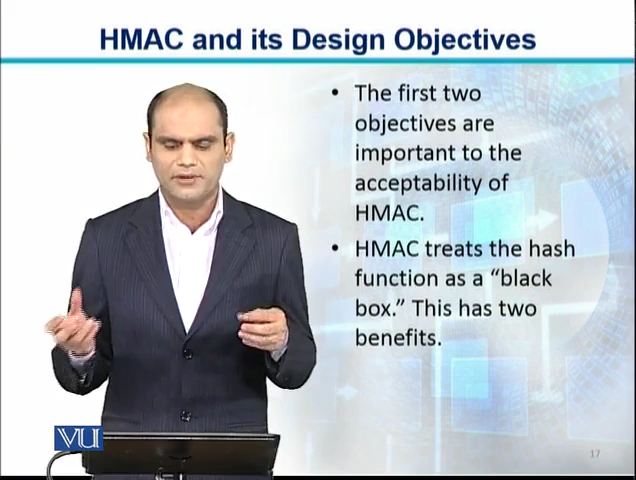 HMAC and its Design Objectives
• The first two
objectives are
important to the
acceptability of
HMAC.
• HMAC treats the hash
function as a “black
box.” This has two
benefits.
VU
17